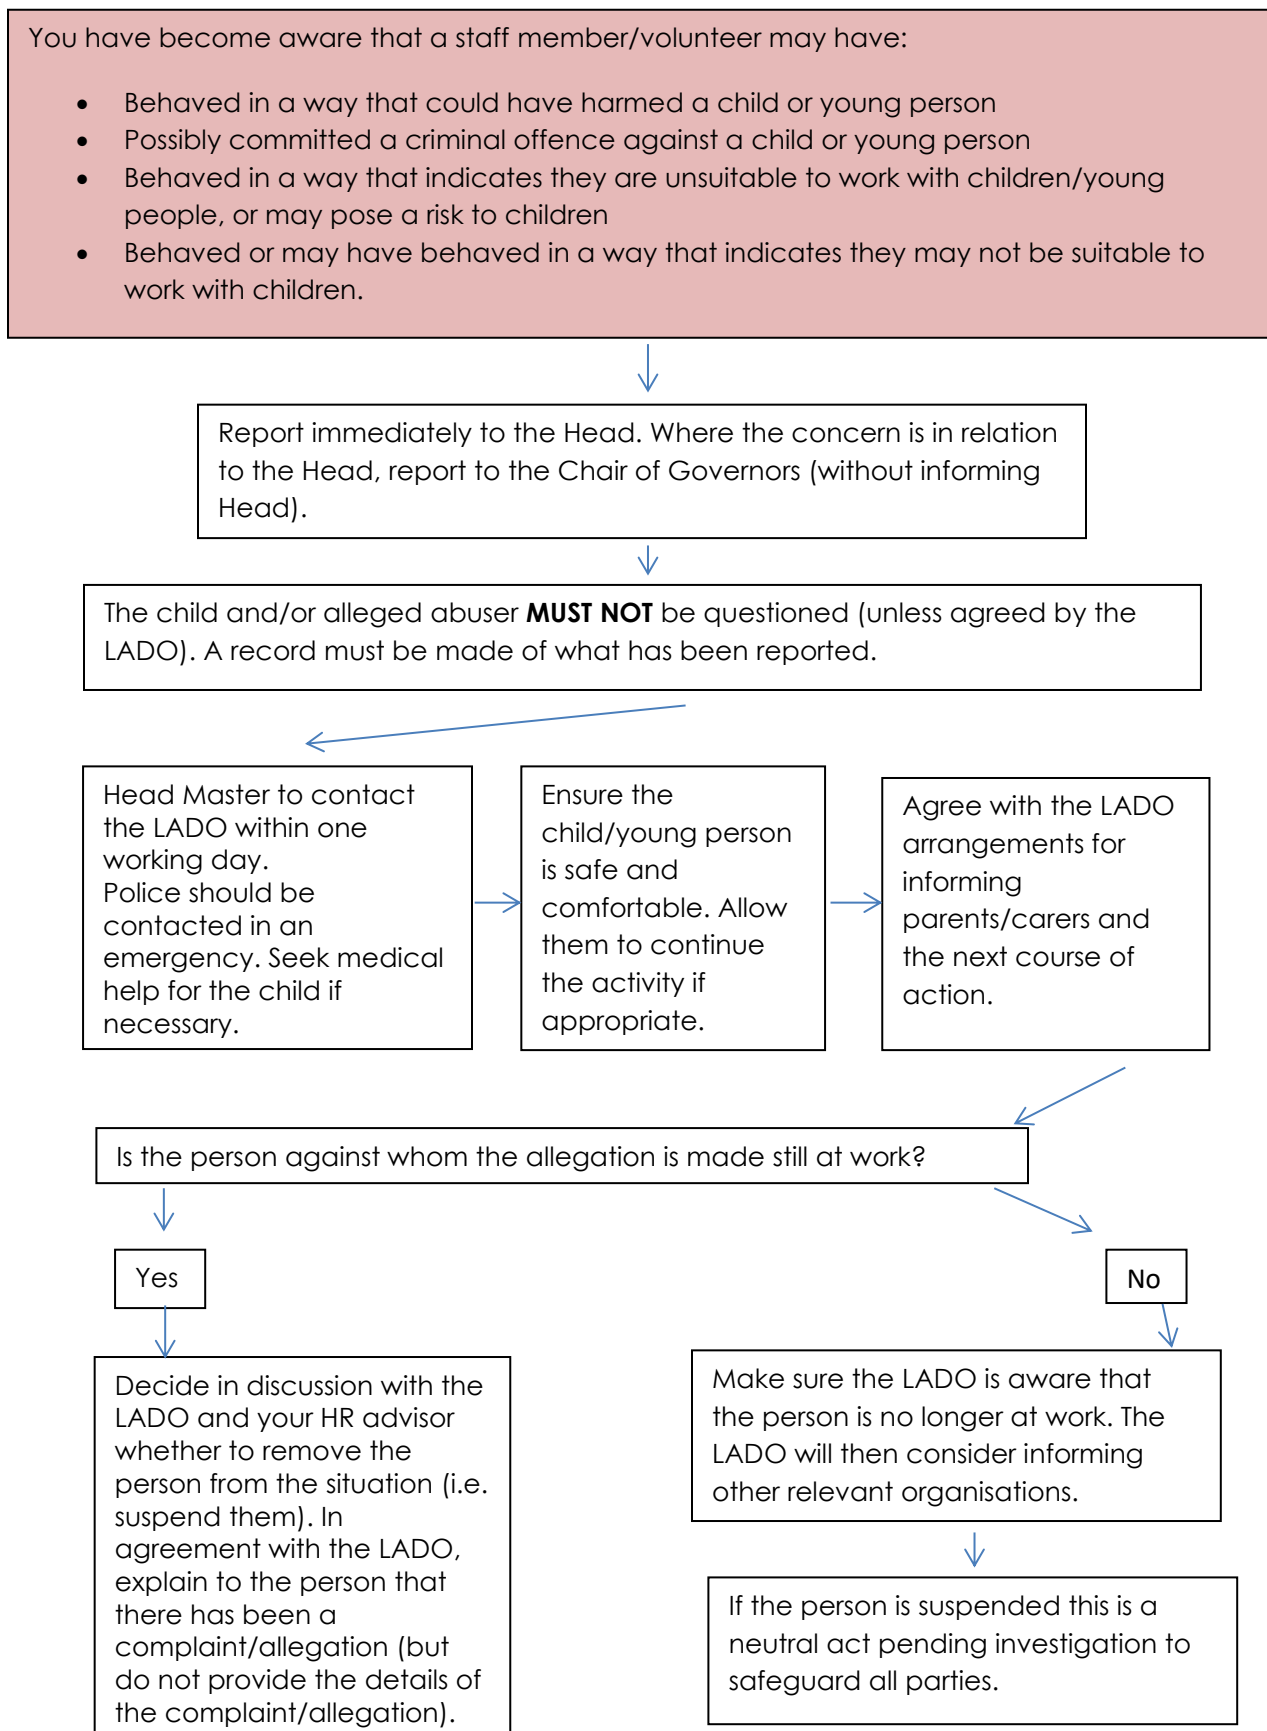 You have become aware that a staff member/volunteer may have:
• Behaved in a way that could have harmed a child or young person
• Possibly committed a criminal offence against a child or young person
• Behaved in a way that indicates they are unsuitable to work with children/young
people, or may pose a risk to children
• Behaved or may have behaved in a way that indicates they may not be suitable to
work with children.
Report immediately to the Head. Where the concern is in relation
to the Head, report to the Chair of Governors (without informing
Head).
The child and/or alleged abuser MUST NOT be questioned (unless agreed by the
LADO). A record must be made of what has been reported.
Head Master to contact
the LADO within one
working day.
Police should be
contacted in an
emergency. Seek medical
help for the child if
necessary.
Ensure the
child/young person
is safe and
comfortable. Allow
them to continue
the activity if
appropriate.
Agree with the LADO
arrangements for
informing
parents/carers and
the next course of
action.
Is the person against whom the allegation is made still at work?
Yes
No
Decide in discussion with the
LADO and your HR advisor
whether to remove the
person from the situation (i.e.
suspend them). In
agreement with the LADO,
explain to the person that
there has been a
complaint/allegation (but
do not provide the details of
the complaint/allegation).
Make sure the LADO is aware that
the person is no longer at work. The
LADO will then consider informing
other relevant organisations.
If the person is suspended this is a
neutral act pending investigation to
safeguard all parties.